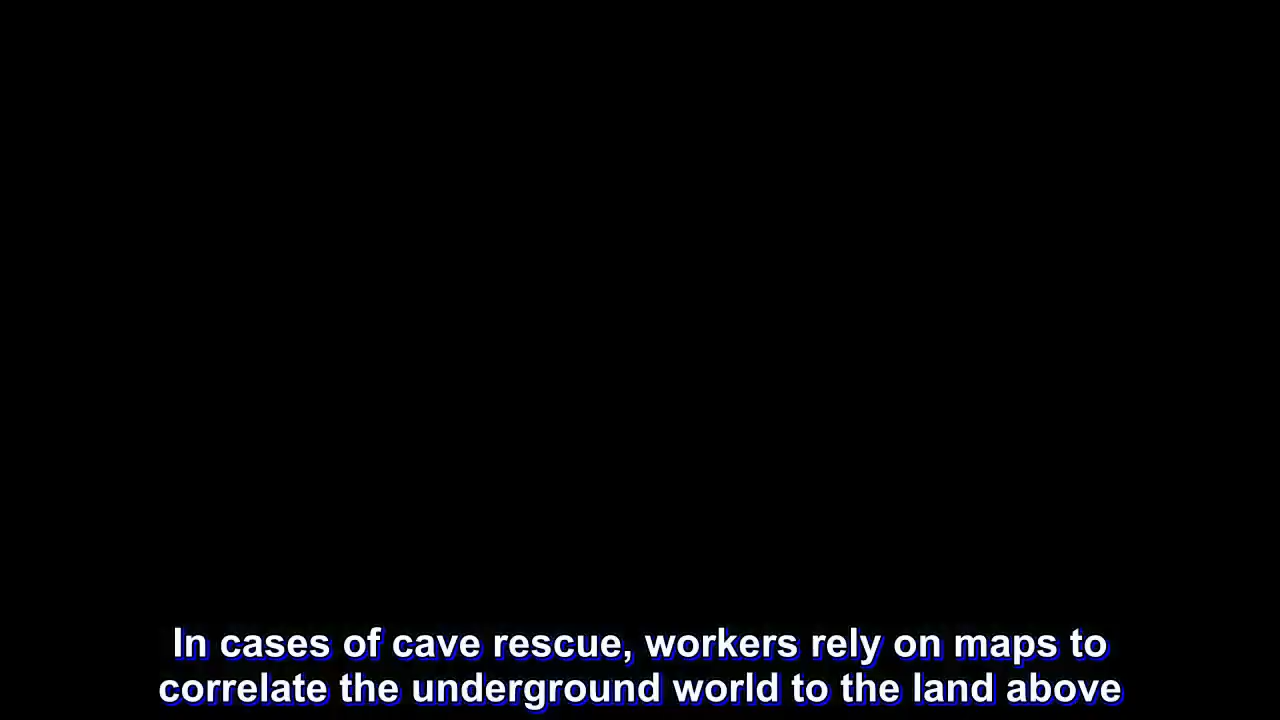 In cases of cave rescue, workers rely on maps to
correlate the underground world to the land above